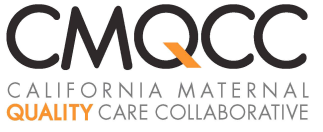 CMQCC
CALIFORNIA MATERNAL
QUALITY CARE COLLABORATIVE